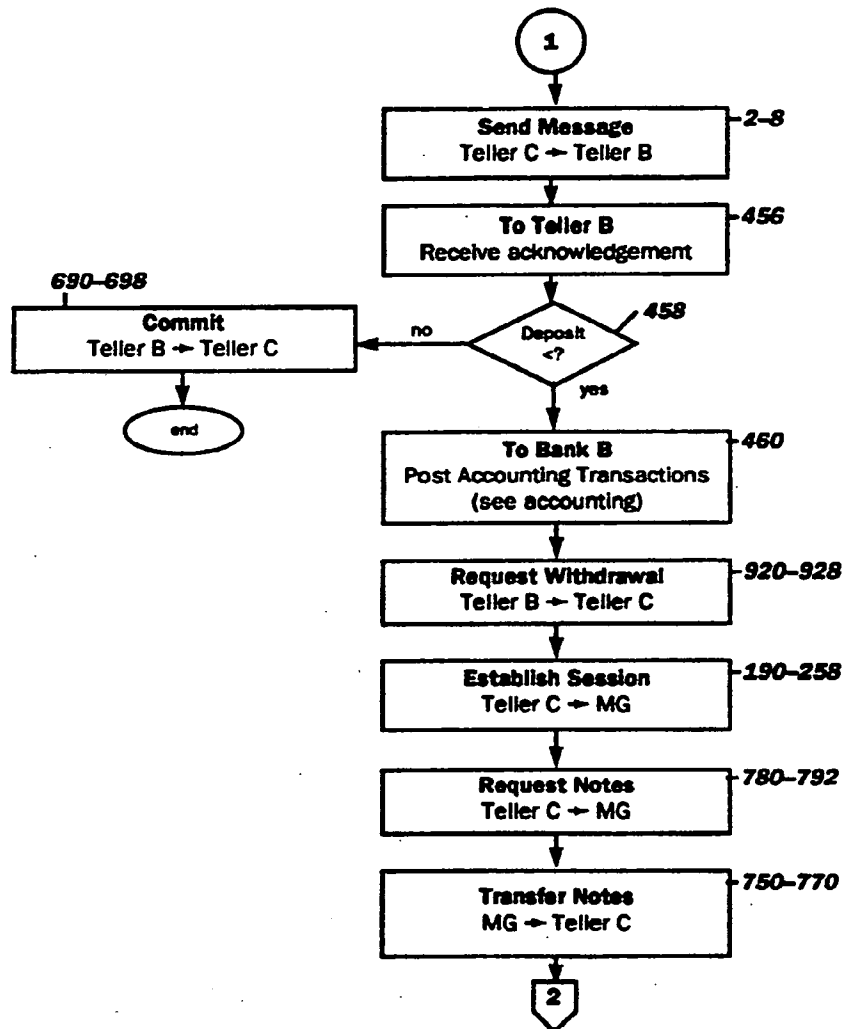 1
Send Message
Teller C → Teller B
2–8
To Teller B
Receive acknowledgement
456
690–698
Commit
Teller B → Teller C
no
Deposit
<?
458
yes
end
To Bank B
Post Accounting Transactions
(see accounting)
460
Request Withdrawal
Teller B → Teller C
920–928
Establish Session
Teller C → MG
190–258
Request Notes
Teller C → MG
780–792
Transfer Notes
MG → Teller C
750–770
2